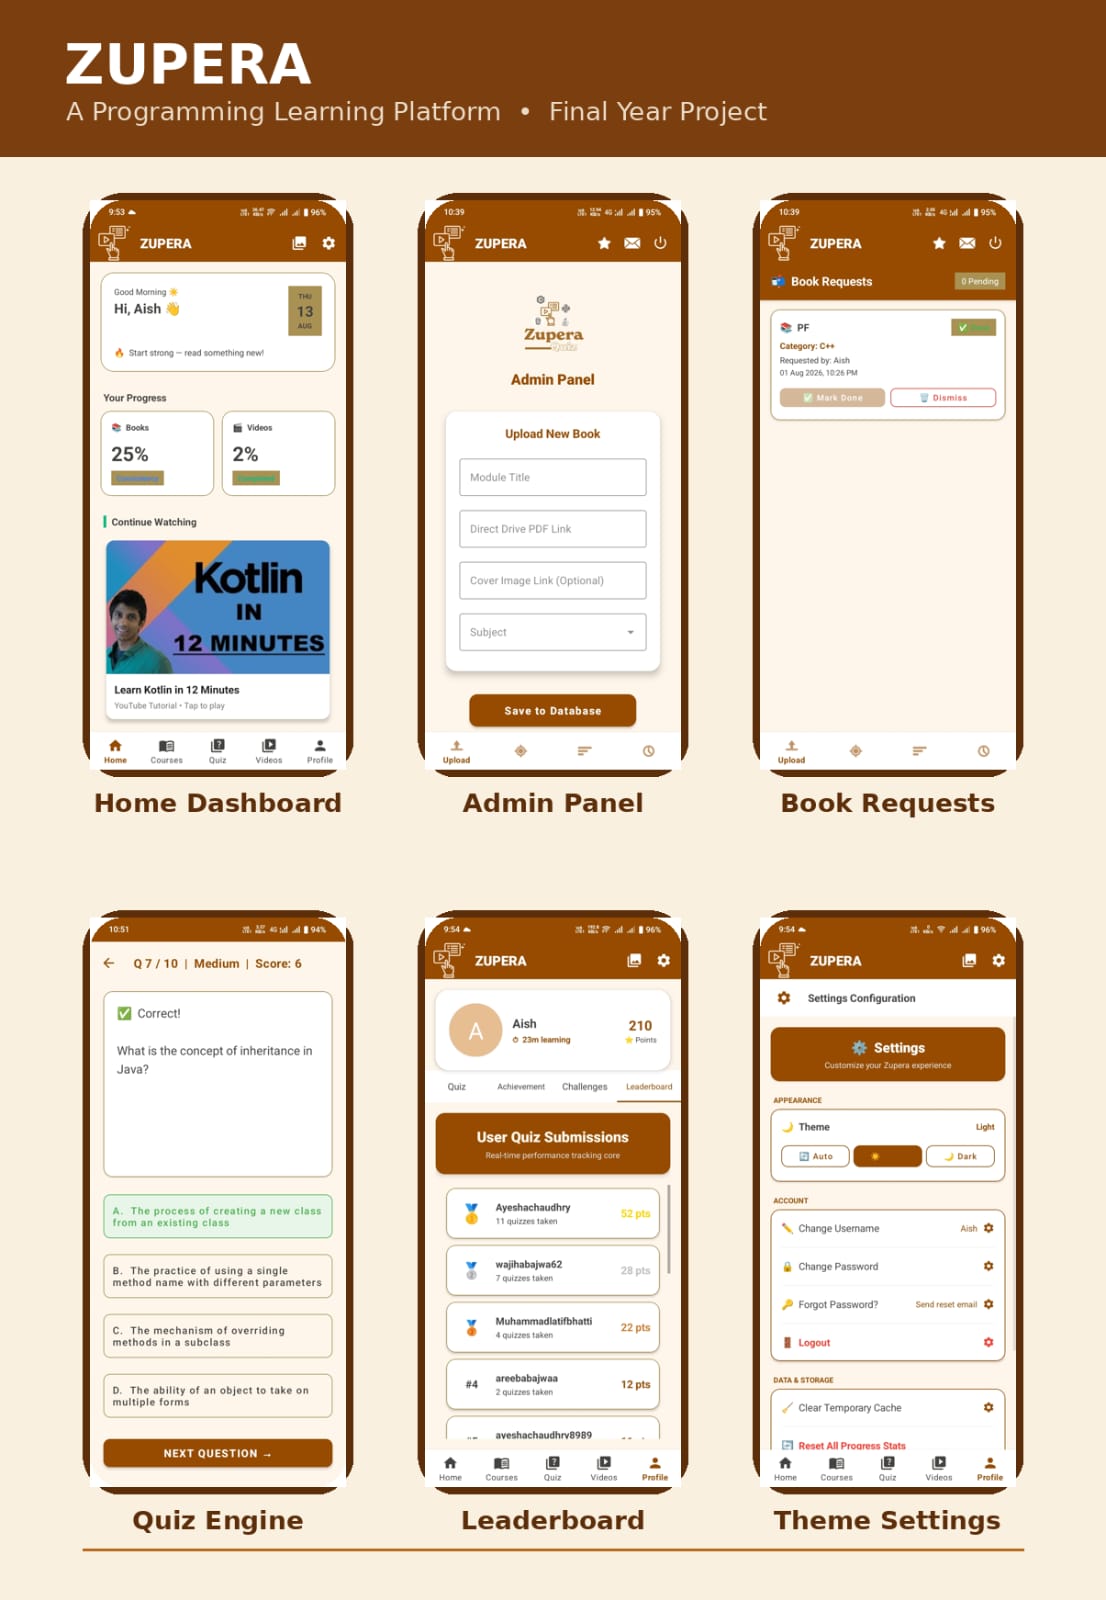 ZUPERA
A Programming Learning Platform • Final Year Project
9:53
96%
ZUPERA
Good Morning
Hi, Aish
THU
13
AUG
Start strong – read something new!
Your Progress
Books
25%
Videos
2%
Continue Watching
Kotlin
IN
12 MINUTES
Learn Kotlin in 12 Minutes
YouTube Tutorial • Tap to play
Home
Courses
Quiz
Videos
Profile
Home Dashboard
10:39
4G
95%
ZUPERA
Zupera
Quiz
Admin Panel
Upload New Book
Module Title
Direct Drive PDF Link
Cover Image Link (Optional)
Subject
Save to Database
Upload
Admin Panel
10:39
4G
95%
ZUPERA
Book Requests
0 Pending
PF
Category: C++
Requested by: Aish
01 Aug 2026, 10:26 PM
Mark Done
Dismiss
Upload
Book Requests
10:51
4G
94%
Q 7 / 10 | Medium | Score: 6
Correct!
What is the concept of inheritance in
Java?
A. The process of creating a new class
from an existing class
B. The practice of using a single
method name with different parameters
C. The mechanism of overriding
methods in a subclass
D. The ability of an object to take on
multiple forms
NEXT QUESTION →
Quiz Engine
9:54
96%
ZUPERA
A
Aish
23m learning
210
Points
Quiz
Achievement
Challenges
Leaderboard
User Quiz Submissions
Real-time performance tracking core
Ayeshachaudhry
11 quizzes taken
52 pts
wajihabajwa62
7 quizzes taken
28 pts
Muhammadlatifbhatti
4 quizzes taken
22 pts
#4
areebabajwaa
2 quizzes taken
12 pts
ayeshachaudhry8989
Home
Courses
Quiz
Videos
Profile
Leaderboard
9:54
96%
ZUPERA
Settings Configuration
Settings
Customize your Zupera experience
APPEARANCE
Theme
Light
Auto
Dark
ACCOUNT
Change Username
Aish
Change Password
Forgot Password?
Send reset email
Logout
DATA & STORAGE
Clear Temporary Cache
Reset All Progress Stats
Home
Courses
Quiz
Videos
Profile
Theme Settings